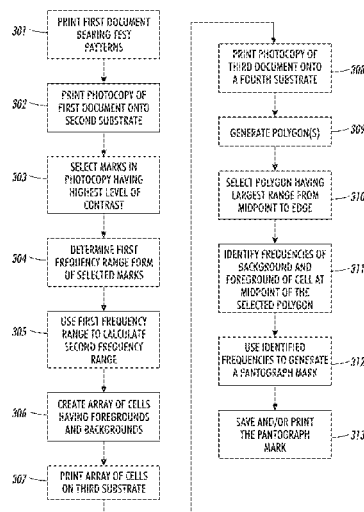 301
PRINT FIRST DOCUMENT
BEARING TEST
PATTERNS
302
PRINT PHOTOCOPY OF
FIRST DOCUMENT ONTO
SECOND SUBSTRATE
303
SELECT MARKS IN
PHOTOCOPY HAVING
HIGHEST LEVEL OF
CONTRAST
304
DETERMINE FIRST
FREQUENCY RANGE FORM
OF SELECTED MARKS
305
USE FIRST FREQUENCY
RANGE TO CALCULATE
SECOND FREQUENCY
RANGE
306
CREATE ARRAY OF CELLS
HAVING FOREGROUNDS
AND BACKGROUNDS
307
PRINT ARRAY OF CELLS
ON THIRD SUBSTRATE
PRINT PHOTOCOPY OF
THIRD DOCUMENT ONTO
A FOURTH SUBSTRATE
308
GENERATE POLYGON(S)
309
SELECT POLYGON HAVING
LARGEST RANGE FROM
MIDPOINT TO EDGE
310
IDENTIFY FREQUENCIES OF
BACKGROUND AND
FOREGROUND OF CELL AT
MIDPOINT OF THE
SELECTED POLYGON
311
USE IDENTIFIED
FREQUENCIES TO GENERATE
A PANTOGRAPH MARK
312
SAVE AND/OR PRINT
THE PANTOGRAPH
MARK
313